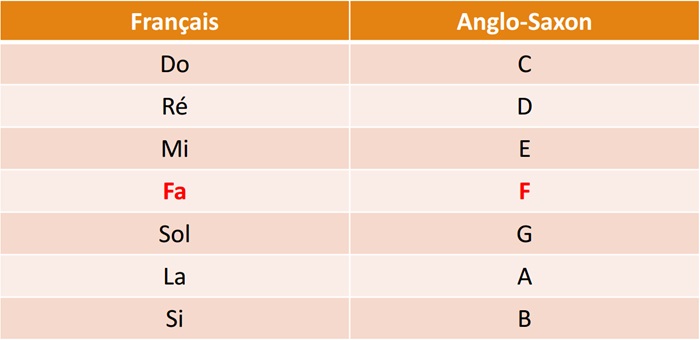 Français Anglo-Saxon
Do C
Ré D
Mi E
Fa F
Sol G
La A
Si B